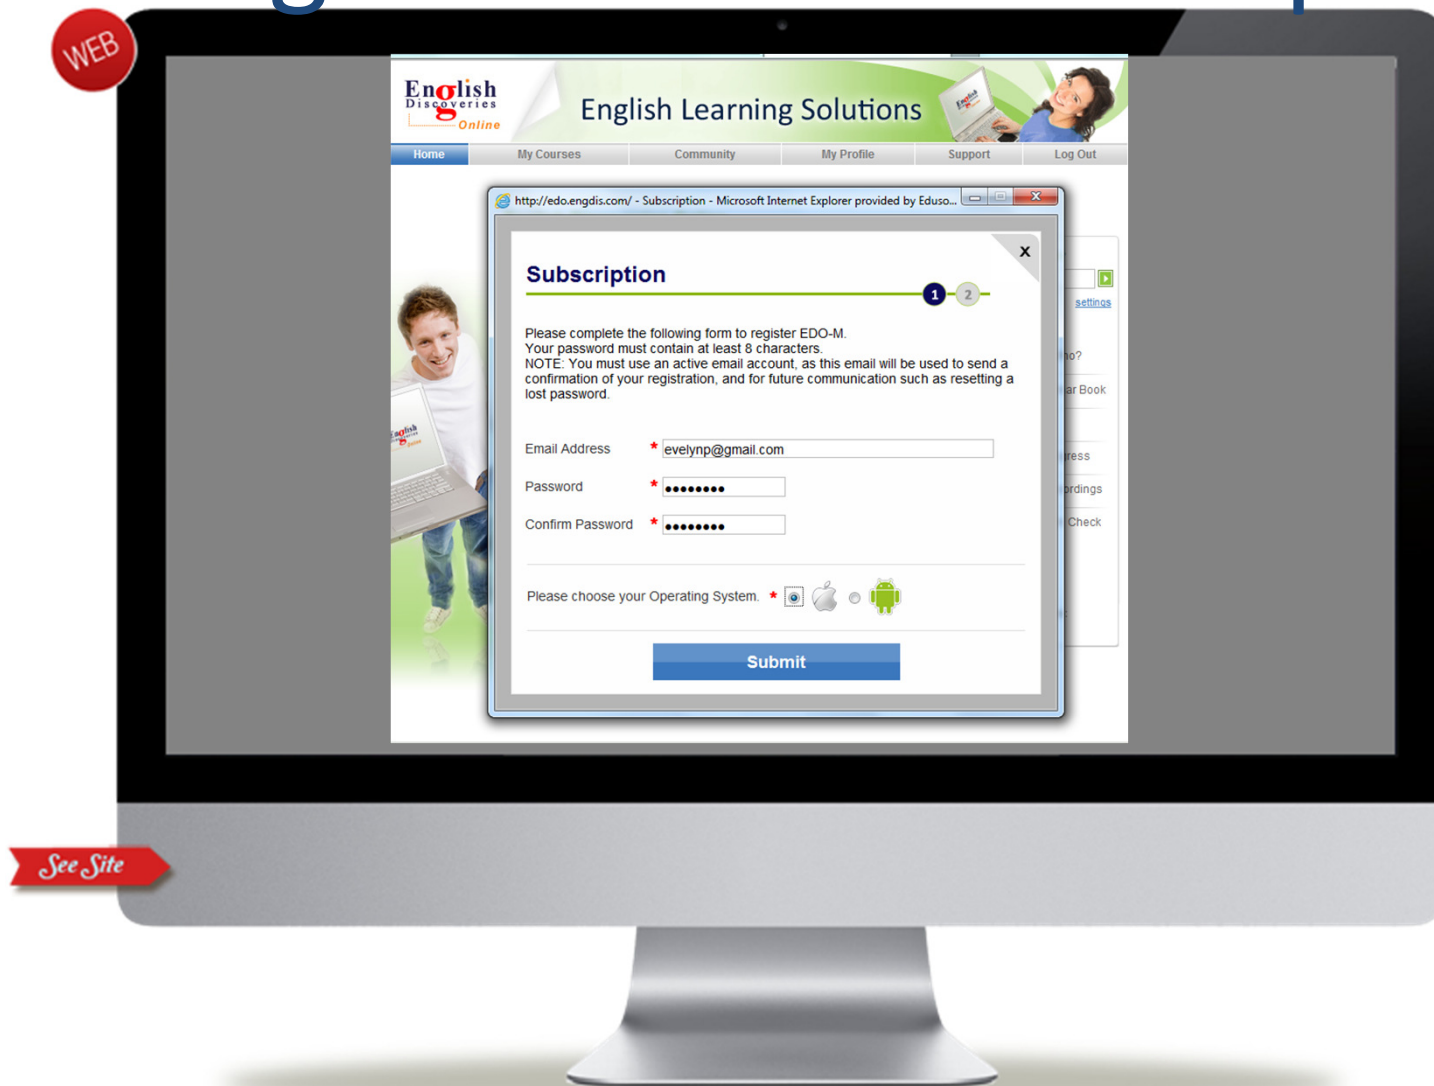 WEB
English
Discoveries
Online
English Learning Solutions
English
Home
My Courses
Community
My Profile
Support
Log Out
http://edo.engdis.com/ - Subscription - Microsoft Internet Explorer provided by Eduso...
x
Subscription
1
2
settings
Please complete the following form to register EDO-M.
Your password must contain at least 8 characters.
NOTE: You must use an active email account, as this email will be used to send a
confirmation of your registration, and for future communication such as resetting a
lost password.
Book
Email Address * evelynp@gmail.com
Password * ••••••••
Confirm Password * ••••••••
Check
English
Discoveries
Online
Please choose your Operating System. *
Submit
See Site